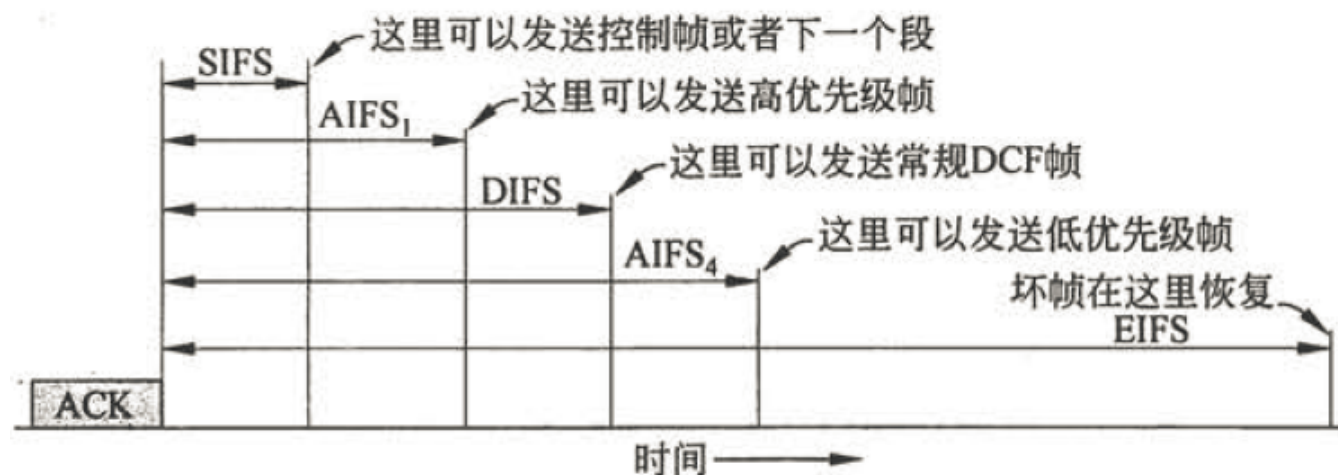 这里可以发送控制帧或者下一个段
SIFS
这里可以发送高优先级帧
AIFS₁
这里可以发送常规DCF帧
DIFS
这里可以发送低优先级帧
AIFS₄
坏帧在这里恢复
EIFS
ACK
时间